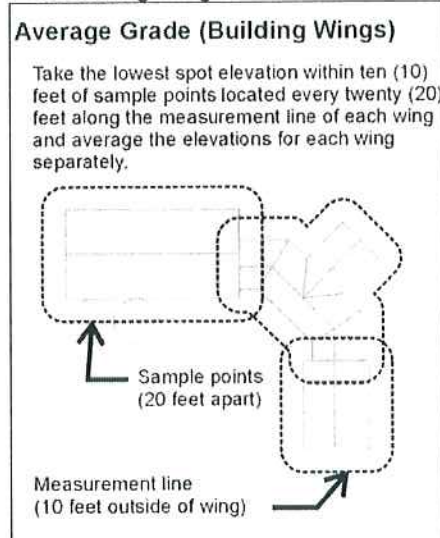 Average Grade (Building Wings)
Take the lowest spot elevation within ten (10)
feet of sample points located every twenty (20)
feet along the measurement line of each wing
and average the elevations for each wing
separately.
Sample points
(20 feet apart)
Measurement line
(10 feet outside of wing)